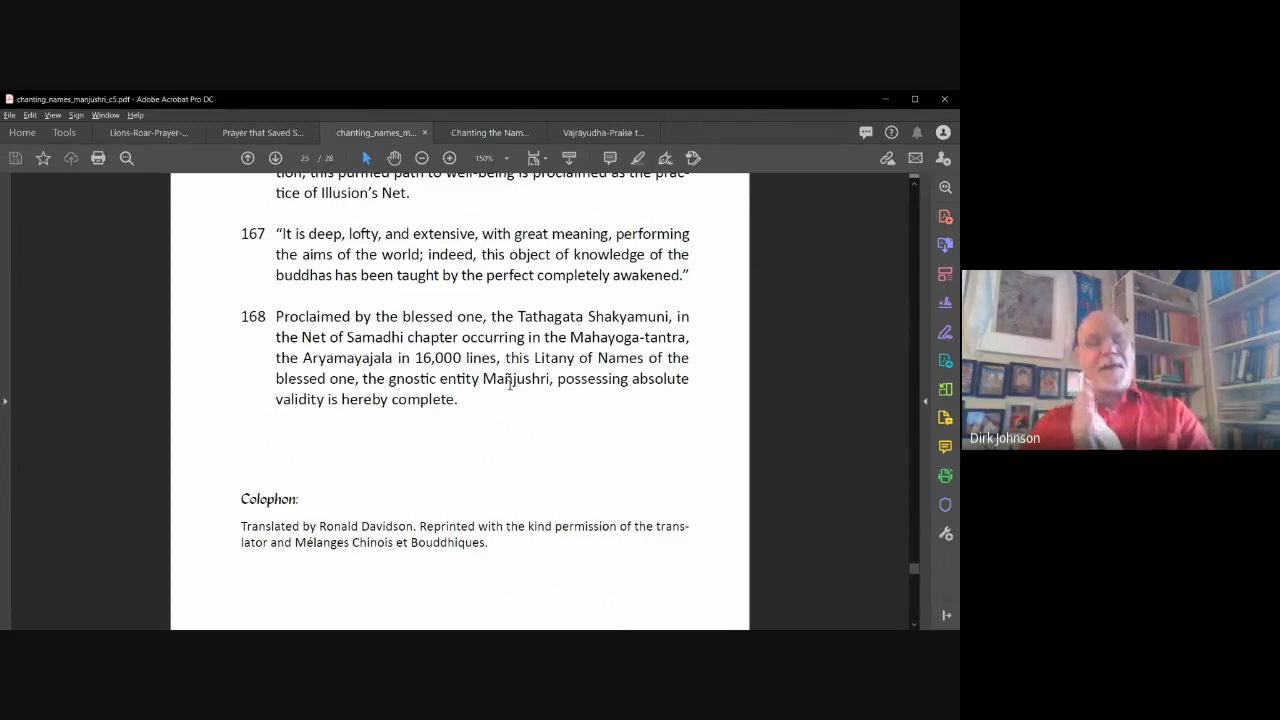 chanting_names_manjushri_c5.pdf - Adobe Acrobat Pro DC
File Edit View Sign Window Help
Home Tools Lions-Roar-Prayer-... Prayer that Saved S... chanting_names_m... × Chanting the Nam... Vajrāyudha-Praise t...
25 / 28 150%
tion, this purified path to well-being is proclaimed as the prac-
tice of Illusion's Net.
167 “It is deep, lofty, and extensive, with great meaning, performing
the aims of the world; indeed, this object of knowledge of the
buddhas has been taught by the perfect completely awakened.”
168 Proclaimed by the blessed one, the Tathagata Shakyamuni, in
the Net of Samadhi chapter occurring in the Mahayoga-tantra,
the Aryamayajala in 16,000 lines, this Litany of Names of the
blessed one, the gnostic entity Mañjushri, possessing absolute
validity is hereby complete.
Colophon:
Translated by Ronald Davidson. Reprinted with the kind permission of the trans-
lator and Mélanges Chinois et Bouddhiques.
Dirk Johnson